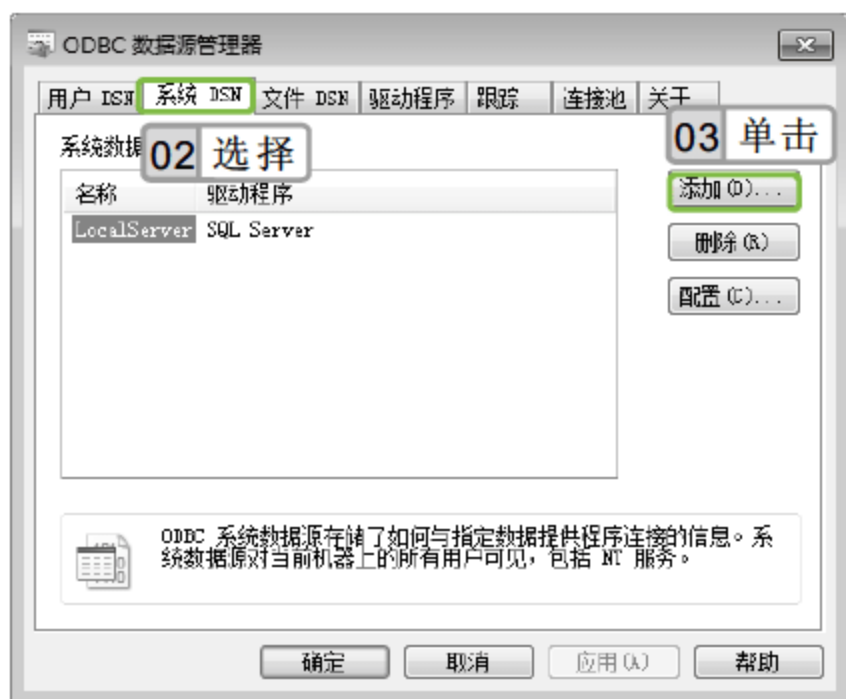 ODBC 数据源管理器
用户 DSN 系统 DSN 文件 DSN 驱动程序 跟踪 连接池 关于
系统数据
02 选择
03 单击
名称 驱动程序
添加(D)...
LocalServer SQL Server
删除(R)
配置(C)...
ODBC 系统数据源存储了如何与指定数据提供程序连接的信息。系
统数据源对当前机器上的所有用户可见，包括 NT 服务。
确定 取消 应用(A) 帮助